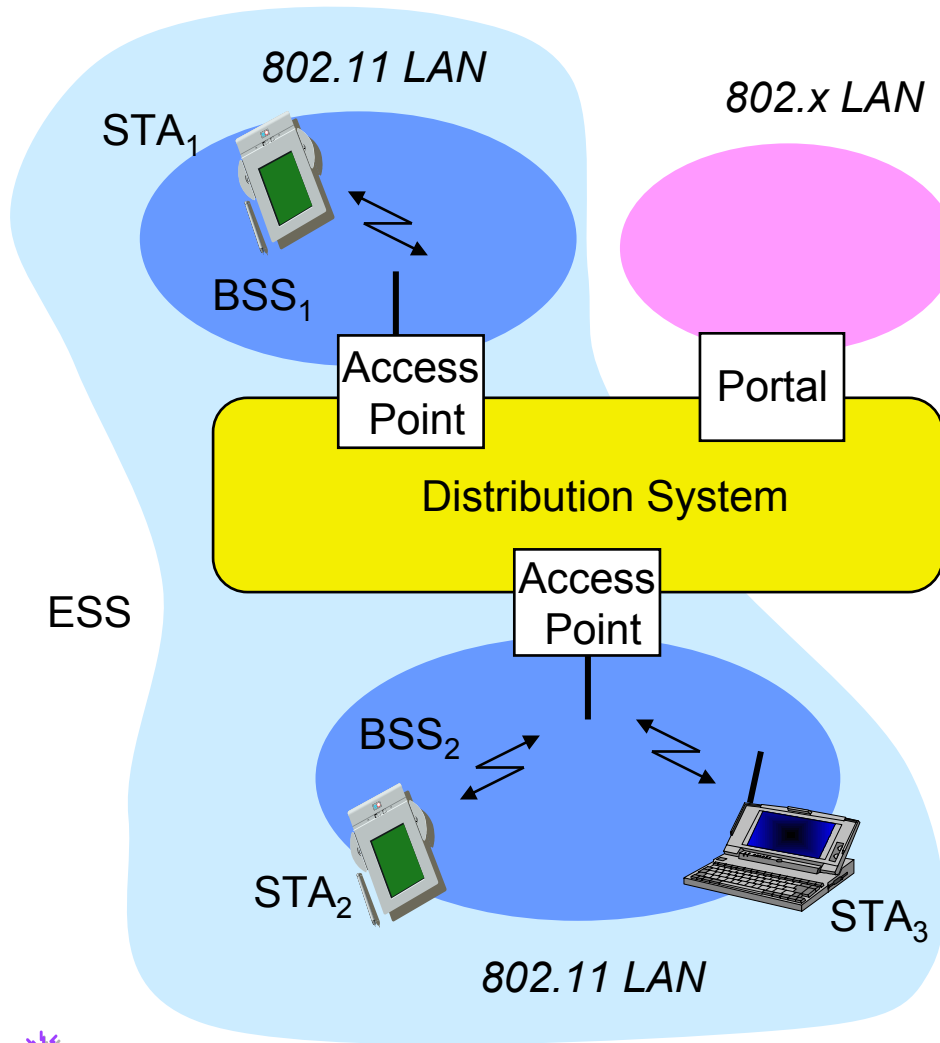 802.11 LAN
802.x LAN
STA₁
BSS₁
Access
Point
Portal
Distribution System
Access
Point
ESS
BSS₂
STA₂
STA₃
802.11 LAN